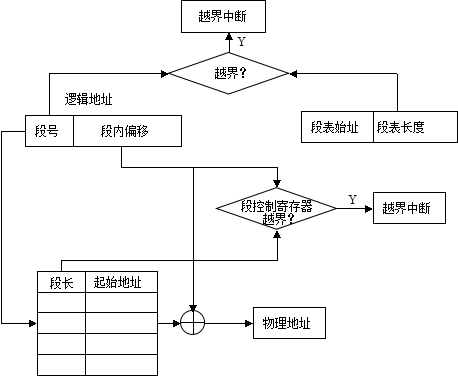 越界中断
Y
越界?
逻辑地址
段号 段内偏移
段表始址 段表长度
段控制寄存器
越界?
Y
越界中断
段长 起始地址
物理地址